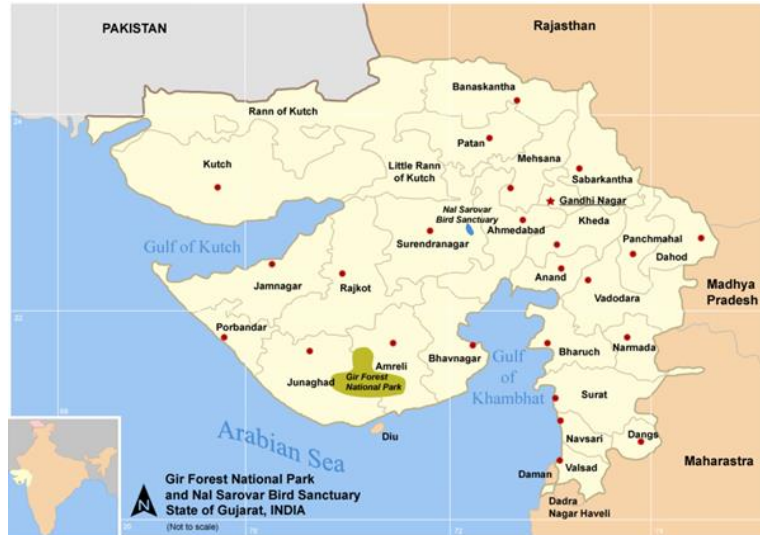 PAKISTAN
Rajasthan
Banaskantha
Rann of Kutch
24
Patan
Mehsana
Kutch
Little Rann
of Kutch
Sabarkantha
Gandhi Nagar
Nal Sarovar
Bird Sanctuary
Kheda
Ahmedabad
Surendranagar
Panchmahal
Gulf of Kutch
Dahod
Anand
Jamnagar
Rajkot
Vadodara
Madhya
Pradesh
Porbandar
Amreli
Bhavnagar
Gulf
of
Khambhat
Bharuch
Narmada
Junaghad
Gir Forest
National Park
Surat
Arabian Sea
Diu
Navsari
Dangs
Daman
Valsad
Maharastra
Dadra
Nagar Haveli
N
Gir Forest National Park
and Nal Sarovar Bird Sanctuary
State of Gujarat, INDIA
(Not to scale)
70
72